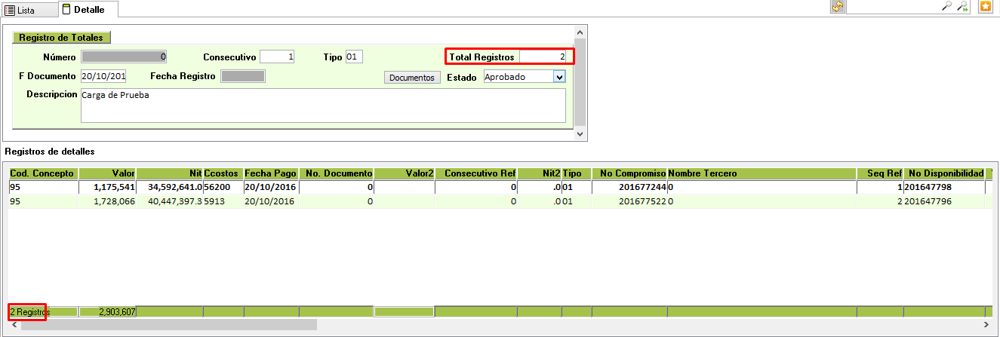 Lista Detalle
Registro de Totales
Número 0 Consecutivo 1 Tipo 01 Total Registros 2
F Documento 20/10/201 Fecha Registro Documentos Estado Aprobado
Descripcion Carga de Prueba
Registros de detalles
Cod. Concepto Valor Nit Ccostos Fecha Pago No. Documento Valor2 Consecutivo Ref Nit2 Tipo No Compromiso Nombre Tercero Seq Ref No Disponibilidad
95 1,175,541 34,592,641.0 56200 20/10/2016 0 0 .0 01 201677244 0 1 201647798
95 1,728,066 40,447,397.3 5913 20/10/2016 0 0 .0 01 201677522 0 2 201647796
2 Registros 2,903,607